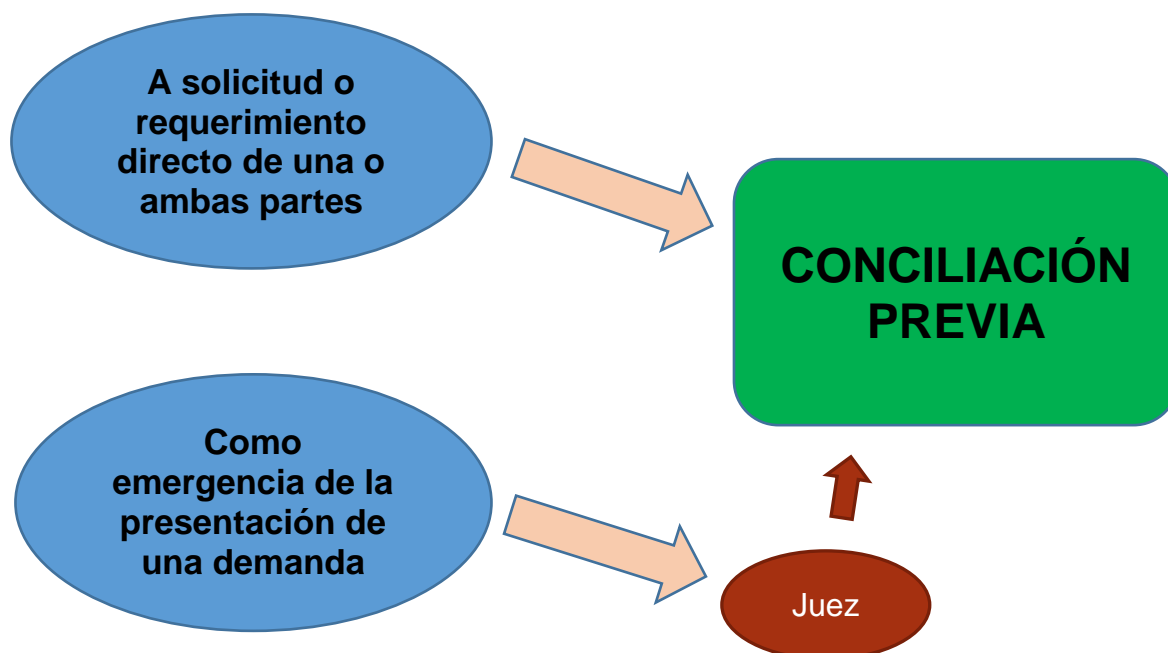 A solicitud o
requerimiento
directo de una o
ambas partes
CONCILIACIÓN
PREVIA
Como
emergencia de la
presentación de
una demanda
Juez